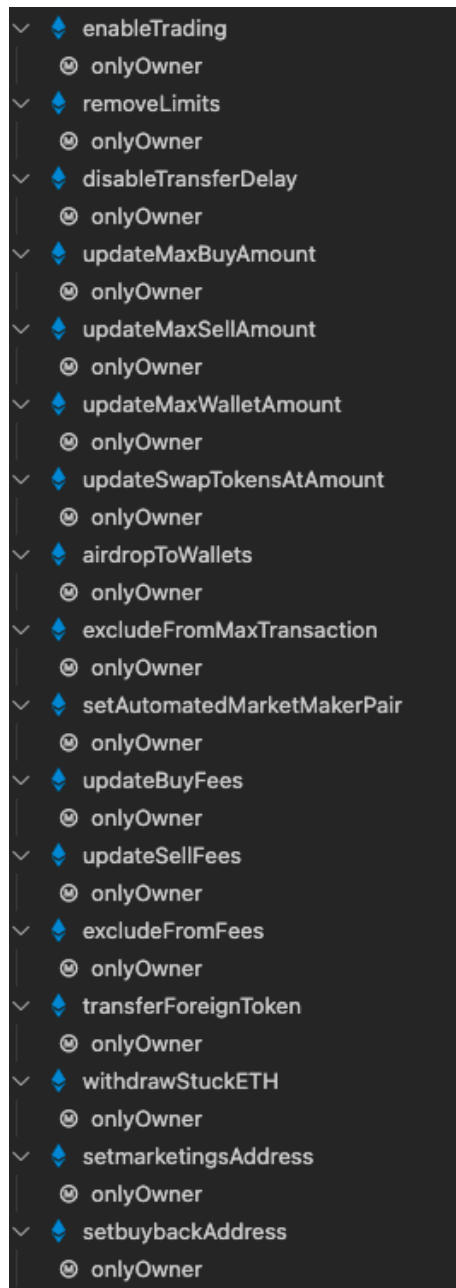 enableTrading
onlyOwner
removeLimits
onlyOwner
disableTransferDelay
onlyOwner
updateMaxBuyAmount
onlyOwner
updateMaxSellAmount
onlyOwner
updateMaxWalletAmount
onlyOwner
updateSwapTokensAtAmount
onlyOwner
airdropToWallets
onlyOwner
excludeFromMaxTransaction
onlyOwner
setAutomatedMarketMakerPair
onlyOwner
updateBuyFees
onlyOwner
updateSellFees
onlyOwner
excludeFromFees
onlyOwner
transferForeignToken
onlyOwner
withdrawStuckETH
onlyOwner
setmarketingsAddress
onlyOwner
setbuybackAddress
onlyOwner